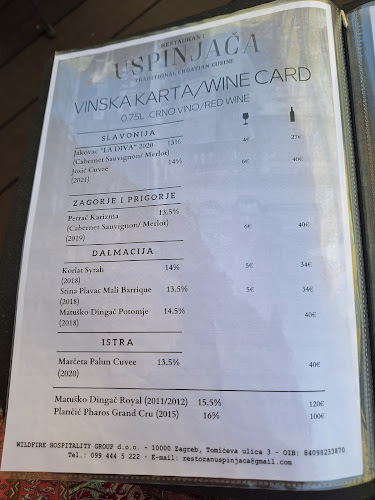 RESTORAN
USPINJAČA
TRADITIONAL CROATIAN CUISINE
VINSKA KARTA/WINE CARD
0.75L CRNO VINO/RED WINE
SLAVONIJA
Jakovac "LA DIVA" 2020 13% 4€ 27€
(Cabernet Sauvignon/ Merlot)
Josić Cuvee 14% 6€ 40€
(2021)
ZAGORJE I PRIGORJE
Petrač Karizma 13.5%
(Cabernet Sauvignon/ Merlot) 6€ 40€
(2019)
DALMACIJA
Korlat Syrah 14% 5€ 34€
(2018)
Stina Plavac Mali Barrique 13.5% 5€ 34€
(2018)
Matuško Dingač Potomje 14.5% 40€
(2018)
ISTRA
Marčeta Palun Cuvee 13.5% 40€
(2020)
Matuško Dingač Royal (2011/2012) 15.5% 120€
Plančić Pharos Grand Cru (2015) 16% 100€
WILDFIRE HOSPITALITY GROUP d.o.o. - 10000 Zagreb, Tomićeva ulica 3 - OIB: 84098233870
Tel.: 099 444 5 222 - E-mail: restoranuspinjaca@gmail.com